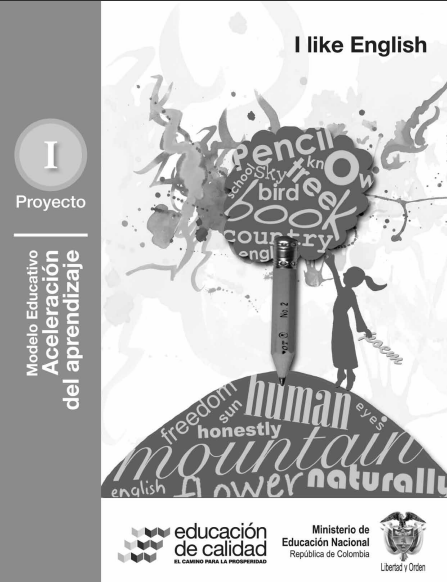 I like English
I
Proyecto
Modelo Educativo
Aceleración
del aprendizaje
Pencil
school
sky
know
tree
bird
book
country
engl
No 2
poem
freedom
sun
human
eyes
honestly
mountain
english
flower
naturally
educación
de calidad
EL CAMINO PARA LA PROSPERIDAD
Ministerio de
Educación Nacional
República de Colombia
Libertad y Orden